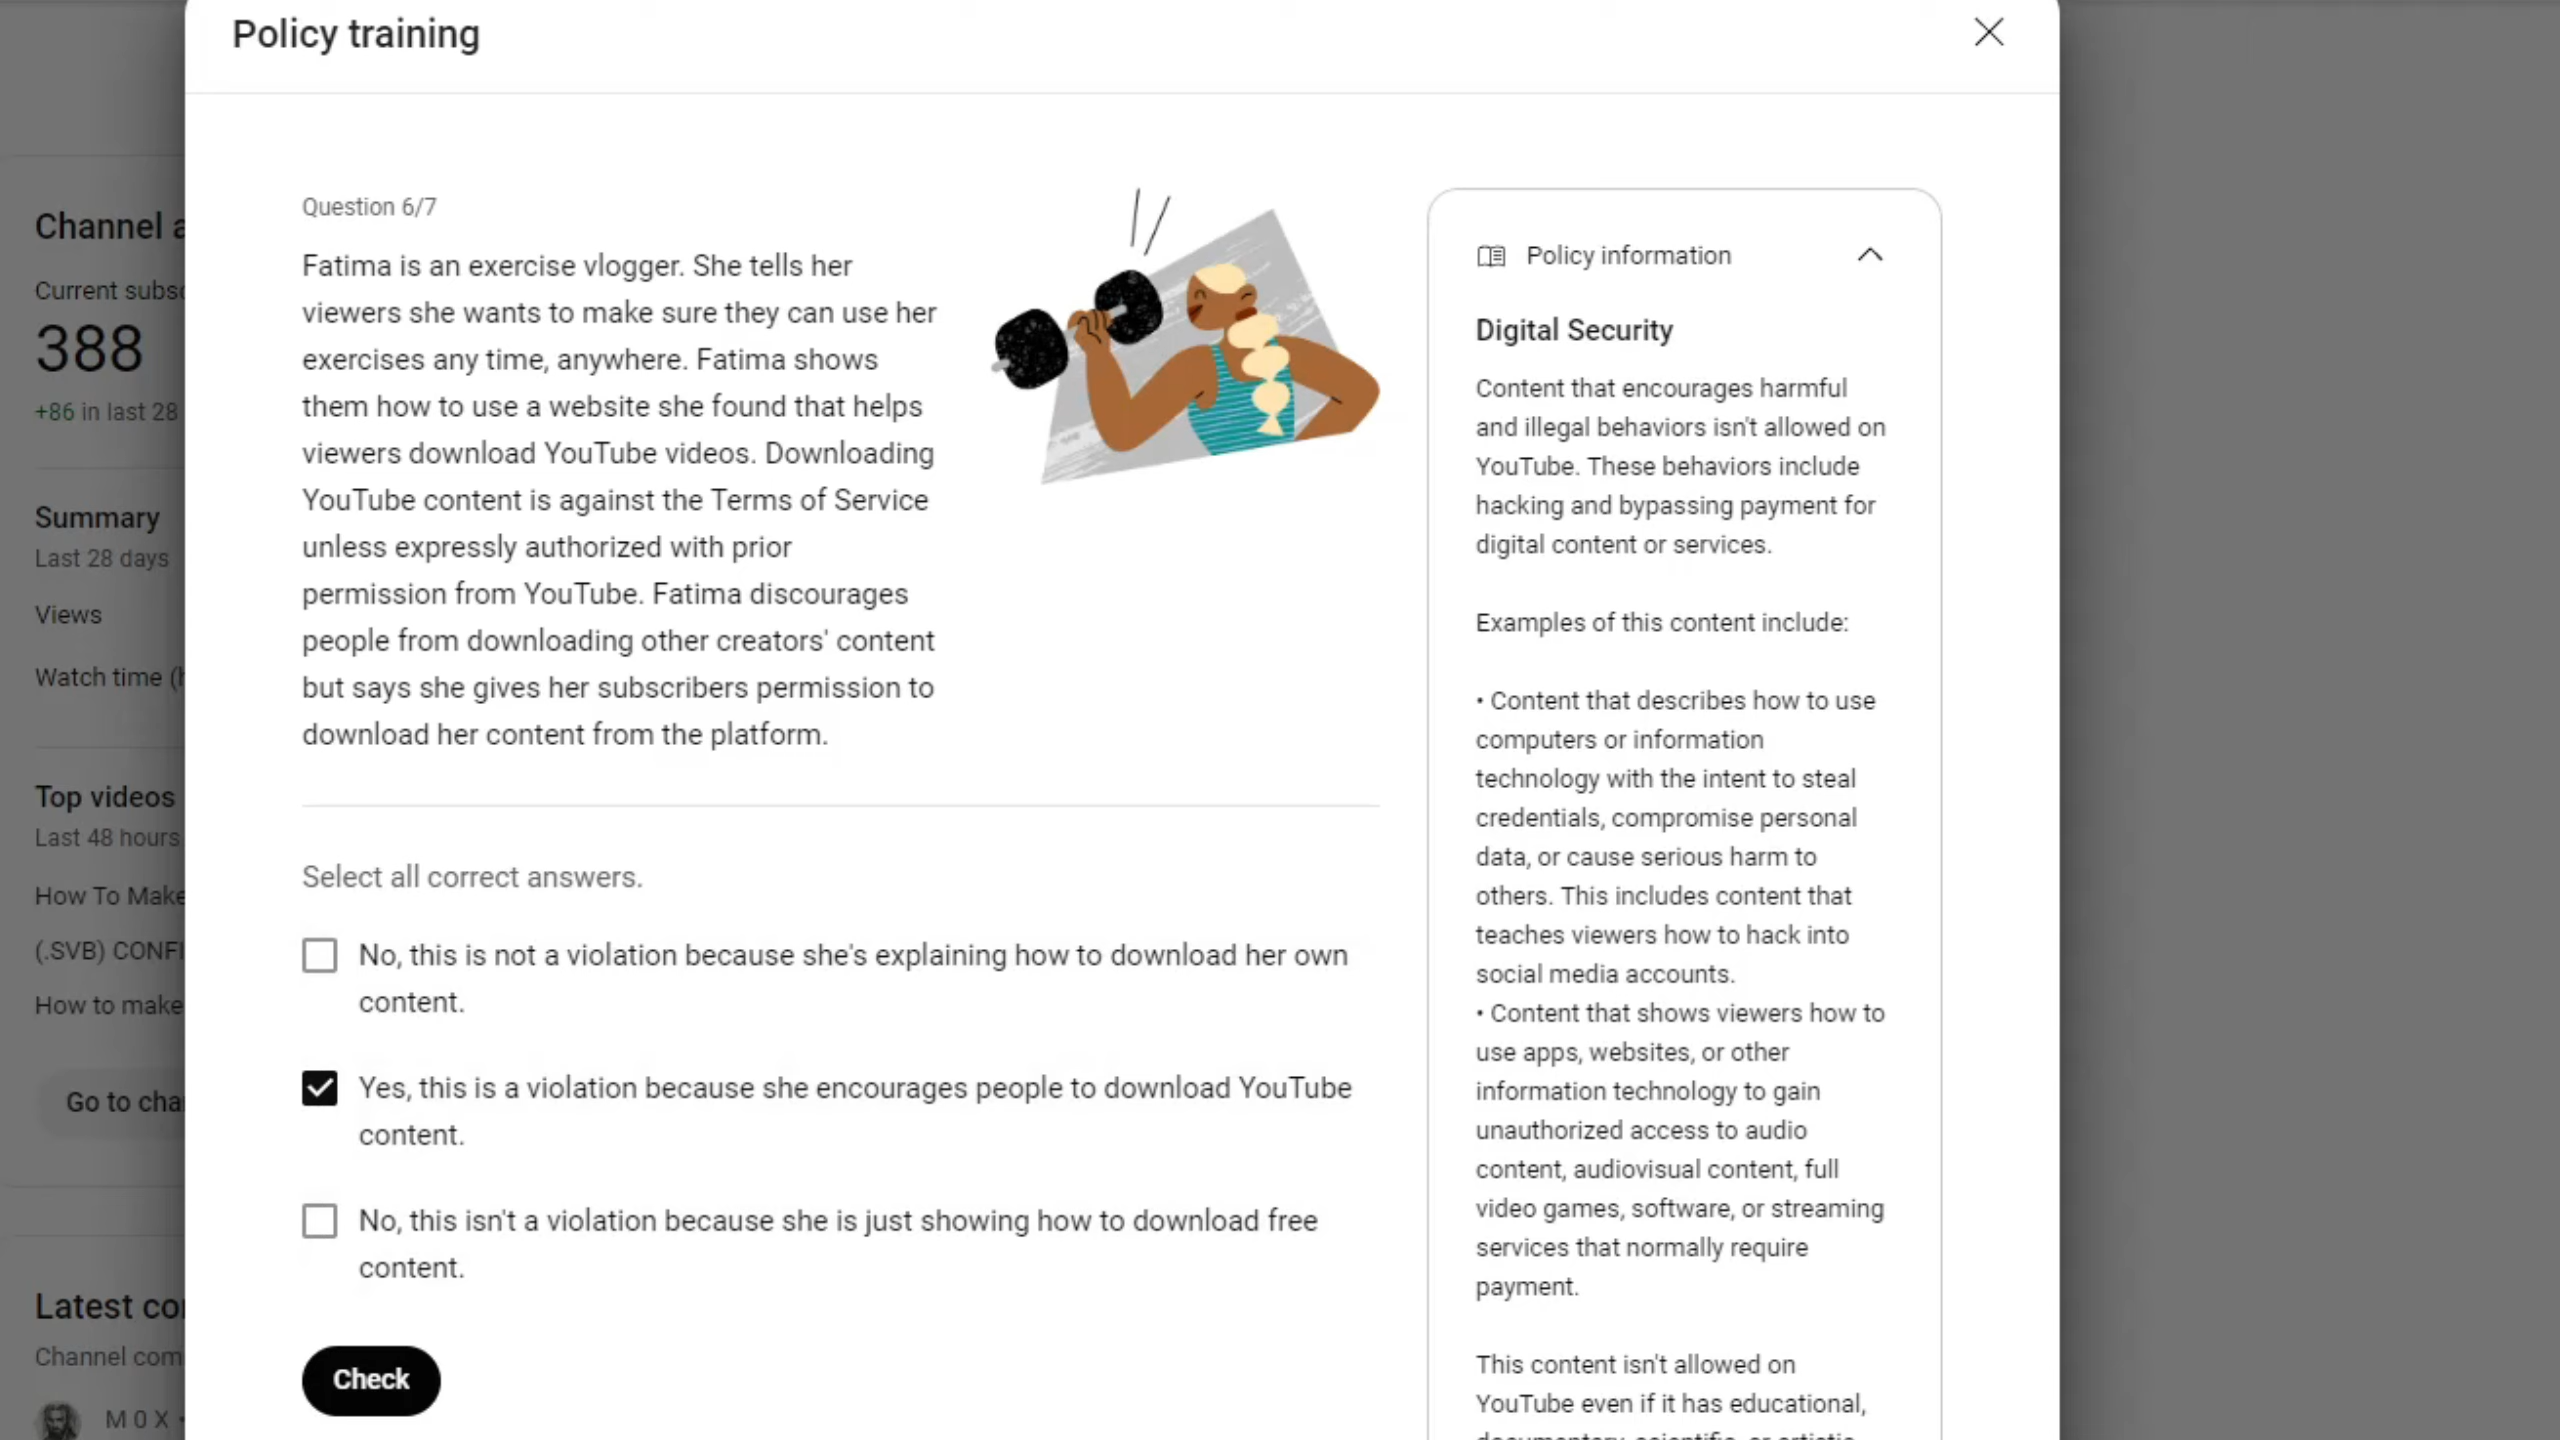 Policy training
Channel a
Current subsc
388
+86 in last 28
Summary
Last 28 days
Views
Watch time (h
Top videos
Last 48 hours
How To Make
(.SVB) CONFI
How to make
Go to chan
Latest co
Channel com
M 0 X •
Question 6/7
Fatima is an exercise vlogger. She tells her
viewers she wants to make sure they can use her
exercises any time, anywhere. Fatima shows
them how to use a website she found that helps
viewers download YouTube videos. Downloading
YouTube content is against the Terms of Service
unless expressly authorized with prior
permission from YouTube. Fatima discourages
people from downloading other creators' content
but says she gives her subscribers permission to
download her content from the platform.
Select all correct answers.
No, this is not a violation because she's explaining how to download her own
content.
Yes, this is a violation because she encourages people to download YouTube
content.
No, this isn't a violation because she is just showing how to download free
content.
Check
Policy information
Digital Security
Content that encourages harmful
and illegal behaviors isn't allowed on
YouTube. These behaviors include
hacking and bypassing payment for
digital content or services.
Examples of this content include:
• Content that describes how to use
computers or information
technology with the intent to steal
credentials, compromise personal
data, or cause serious harm to
others. This includes content that
teaches viewers how to hack into
social media accounts.
• Content that shows viewers how to
use apps, websites, or other
information technology to gain
unauthorized access to audio
content, audiovisual content, full
video games, software, or streaming
services that normally require
payment.
This content isn't allowed on
YouTube even if it has educational,
documentary, scientific, or artistic